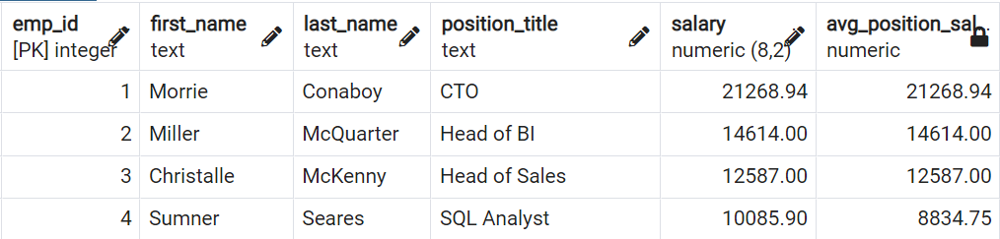 emp_id first_name last_name position_title salary avg_position_sal..
[PK] integer text text text numeric (8,2) numeric
1 Morrie Conaboy CTO 21268.94 21268.94
2 Miller McQuarter Head of BI 14614.00 14614.00
3 Christalle McKenny Head of Sales 12587.00 12587.00
4 Sumner Seares SQL Analyst 10085.90 8834.75